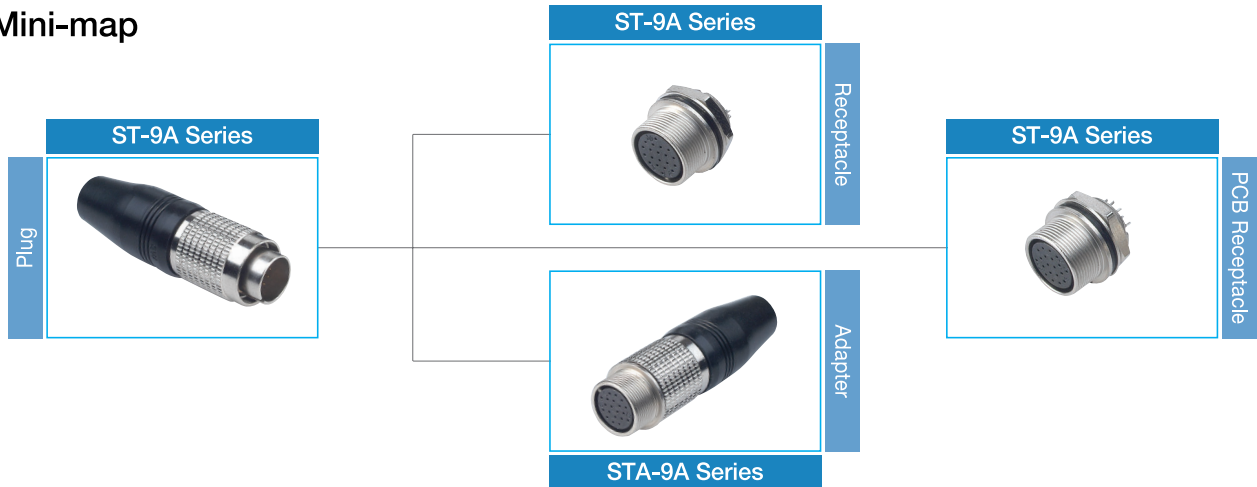 Mini-map
ST-9A Series
Plug
ST-9A Series
Receptacle
Adapter
STA-9A Series
ST-9A Series
PCB Receptacle